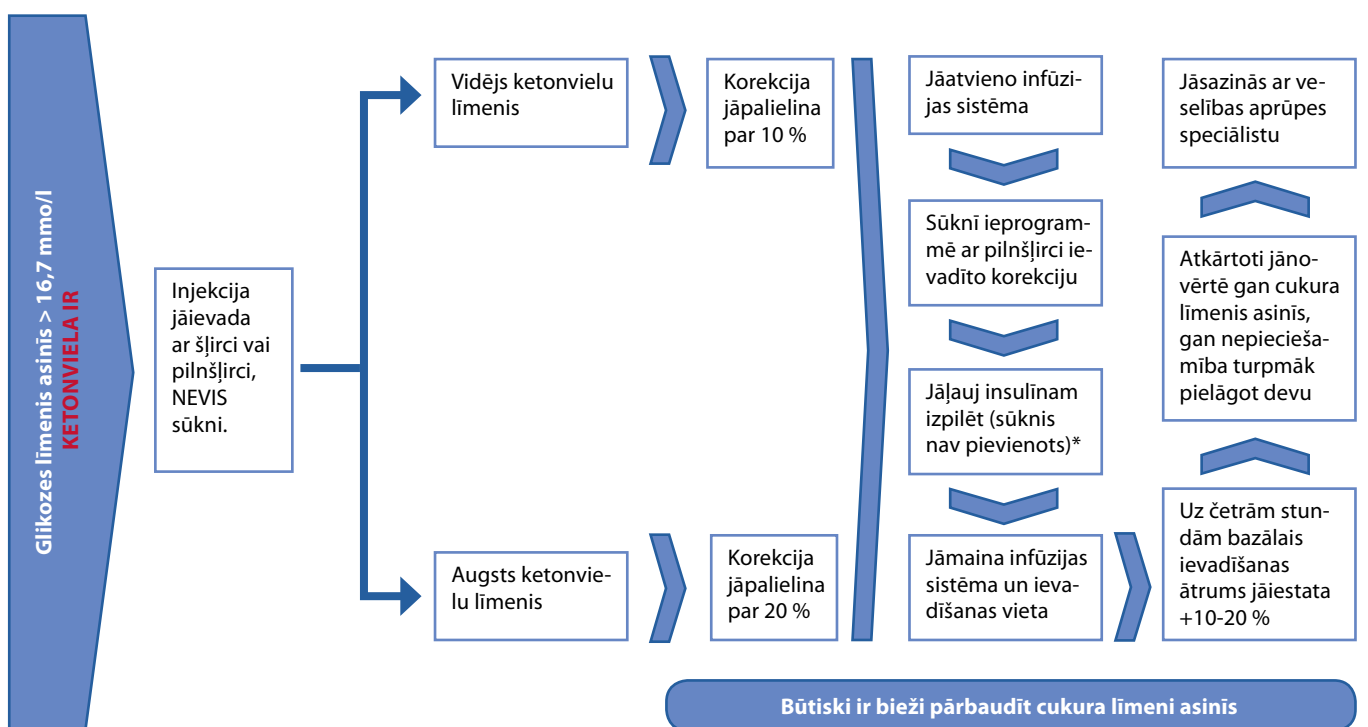 Glikozes līmenis asinīs > 16,7 mmo/l
KETONVIELA IR
Injekcija
jāievada
ar šļirci vai
pilnšļirci,
NEVIS
sūkni.
Vidējs ketonvielu
līmenis
Korekcija
jāpalielina
par 10 %
Augsts ketonvie-
lu līmenis
Korekcija
jāpalielina
par 20 %
Jāatvieno infūzi-
jas sistēma
Sūknī ieprogram-
mē ar pilnšļirci ie-
vadīto korekciju
Jāļauj insulīnam
izpilēt (sūknis
nav pievienots)*
Jāmaina infūzijas
sistēma un ieva-
dīšanas vieta
Uz četrām stun-
dām bazālais
ievadīšanas
ātrums jāiestata
+10-20 %
Atkārtoti jāno-
vērtē gan cukura
līmenis asinīs,
gan nepiecieša-
mība turpmāk
pielāgot devu
Jāsazinās ar ve-
selības aprūpes
speciālistu
Būtiski ir bieži pārbaudīt cukura līmeni asinīs